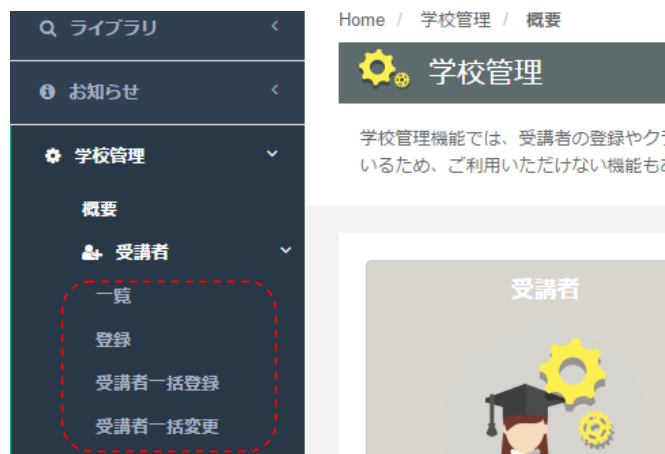 ライブラリ
お知らせ
学校管理
概要
受講者
一覧
登録
受講者一括登録
受講者一括変更
Home / 学校管理 / 概要
学校管理
学校管理機能では、受講者の登録やク
いるため、ご利用いただけない機能も
受講者